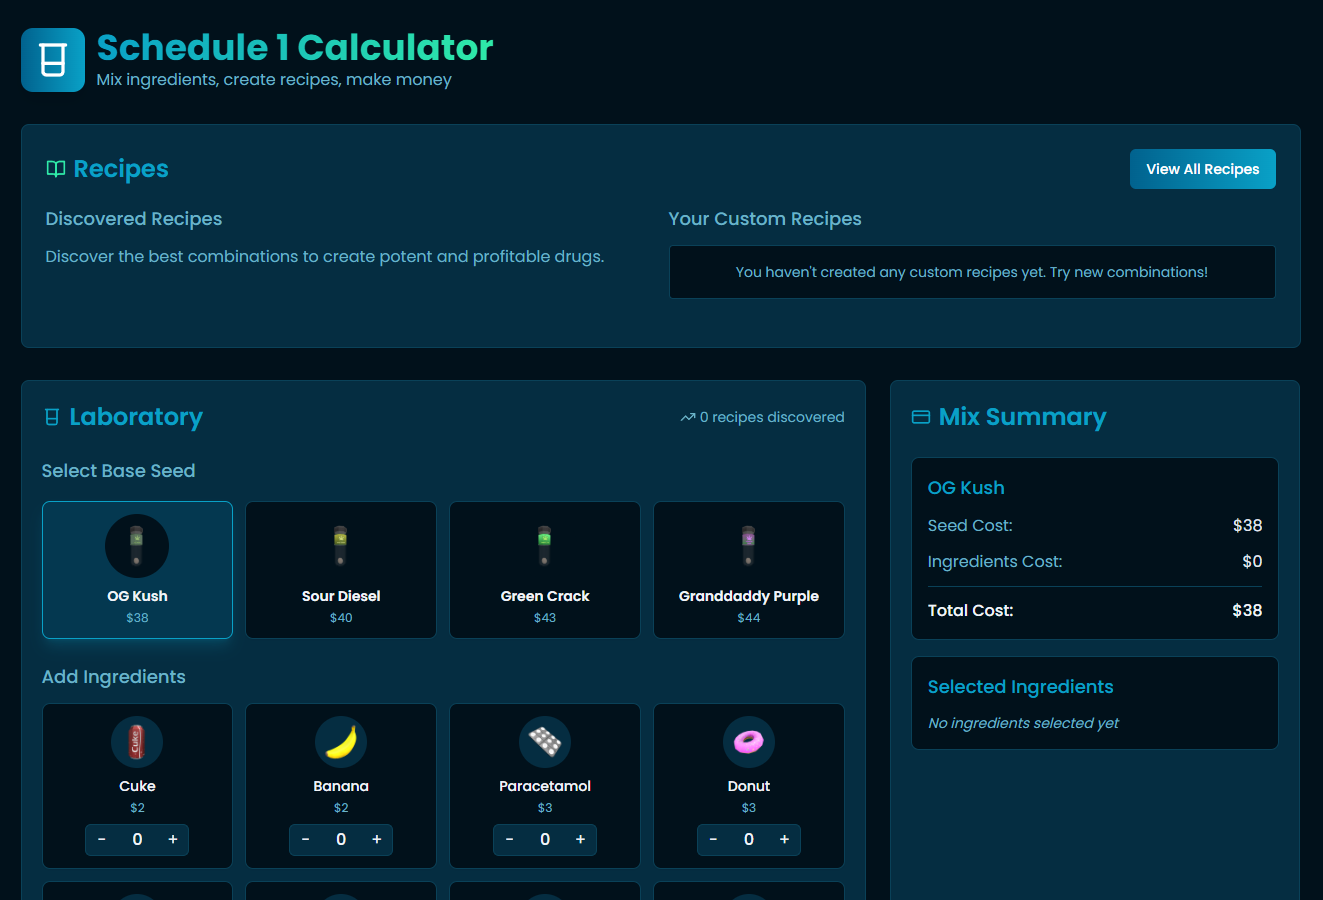 Schedule 1 Calculator
Mix ingredients, create recipes, make money
Recipes
View All Recipes
Discovered Recipes
Discover the best combinations to create potent and profitable drugs.
Your Custom Recipes
You haven't created any custom recipes yet. Try new combinations!
Laboratory
0 recipes discovered
Select Base Seed
OG Kush
$38
Sour Diesel
$40
Green Crack
$43
Granddaddy Purple
$44
Add Ingredients
Cuke
Cuke
$2
- 0 +
Banana
$2
- 0 +
Paracetamol
$3
- 0 +
Donut
$3
- 0 +
Mix Summary
OG Kush
Seed Cost: $38
Ingredients Cost: $0
Total Cost: $38
Selected Ingredients
No ingredients selected yet